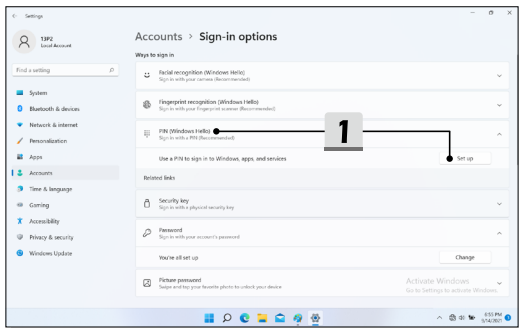 Settings
13P2
Local Account
Find a setting
System
Bluetooth & devices
Network & internet
Personalization
Apps
Accounts
Time & language
Gaming
Accessibility
Privacy & security
Windows Update
Accounts > Sign-in options
Ways to sign in
Facial recognition (Windows Hello)
Sign in with your camera (Recommended)
Fingerprint recognition (Windows Hello)
Sign in with your fingerprint scanner (Recommended)
PIN (Windows Hello)
Sign in with a PIN (Recommended)
1
Use a PIN to sign in to Windows, apps, and services
Set up
Related links
Security key
Sign in with a physical security key
Password
Sign in with your account's password
You're all set up
Change
Picture password
Swipe and tap your favorite photo to unlock your device
Activate Windows
Go to Settings to activate Windows.
6:55 PM
9/14/2021